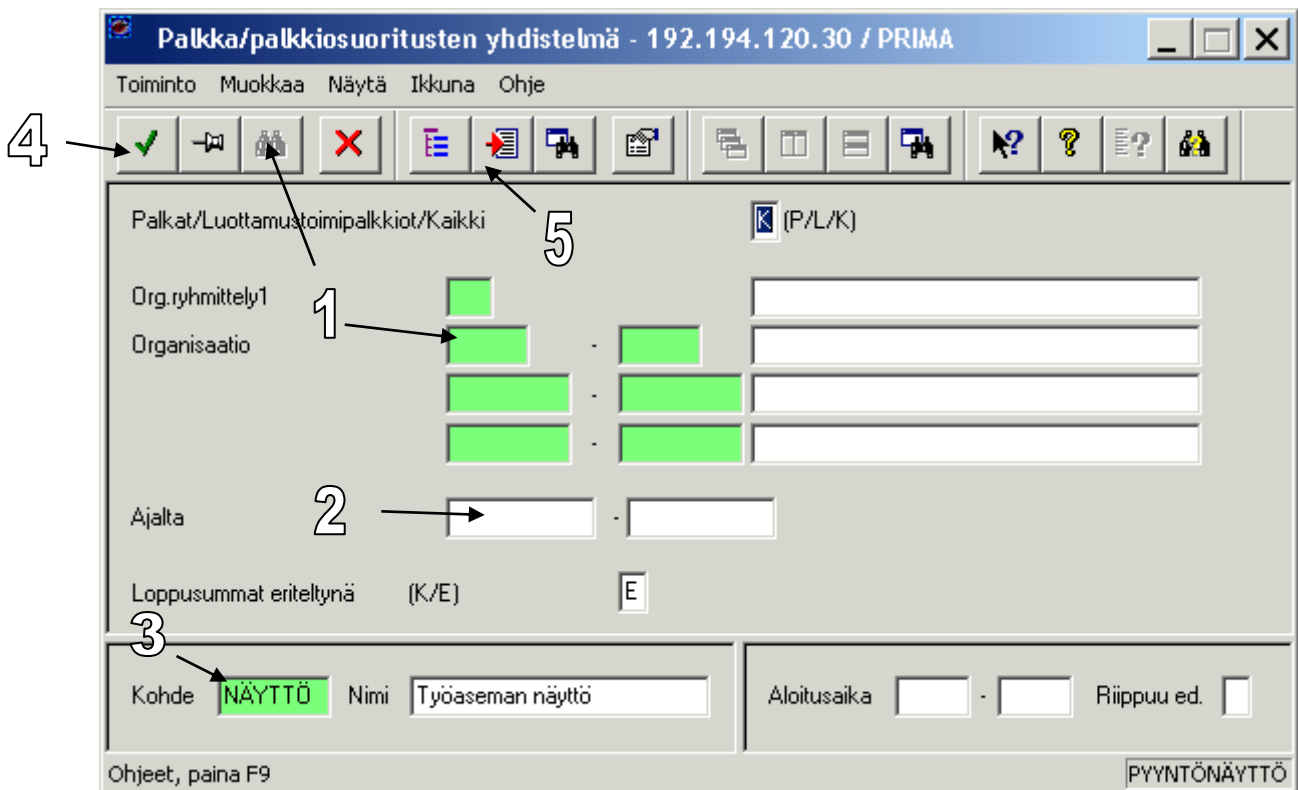 Palkka/palkkiosuoritusten yhdistelmä - 192.194.120.30 / PRIMA
Toiminto Muokkaa Näytä Ikkuna Ohje
4
5
Palkat/Luottamustoimipalkkiot/Kaikki K (P/L/K)
1
Org.ryhmittely1
Organisaatio - 
-
-
2
Ajalta -
Loppusummat eriteltynä (K/E) E
3
Kohde NÄYTTÖ Nimi Työaseman näyttö Aloitusaika - Riippuu ed.
Ohjeet, paina F9 PYYNTÖNÄYTTÖ